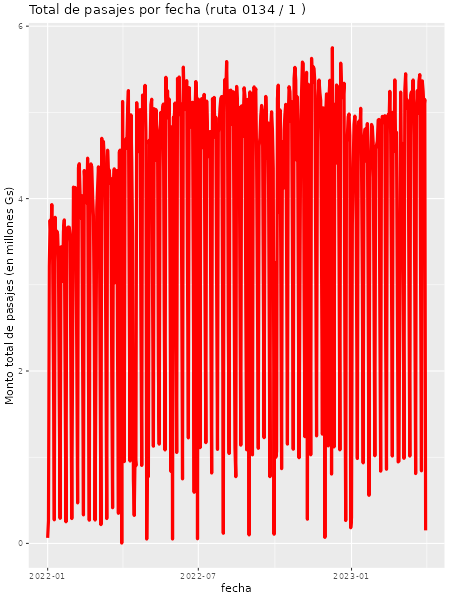 Total de pasajes por fecha (ruta 0134 / 1 )
Monto total de pasajes (en millones Gs)
6
4
2
0
2022-01
2022-07
2023-01
fecha